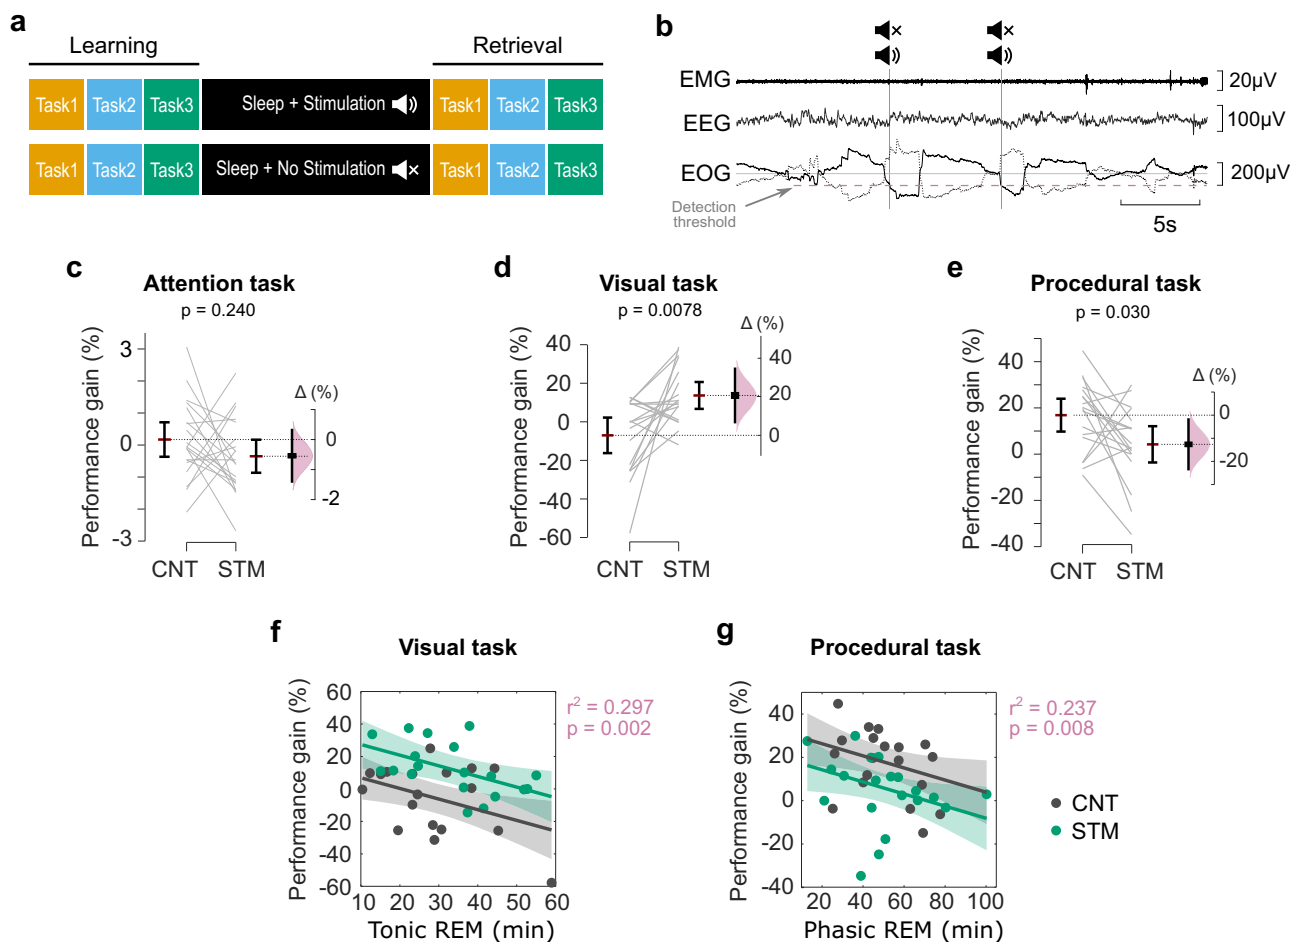 a
Learning
Retrieval
Task1 Task2 Task3 Sleep + Stimulation Task1 Task2 Task3
Task1 Task2 Task3 Sleep + No Stimulation Task1 Task2 Task3
b
EMG
20µV
EEG
100µV
EOG
200µV
Detection
threshold
5s
c
Attention task
p = 0.240
Performance gain (%)
3
0
-3
Δ (%)
0
-2
CNT STM
d
Visual task
p = 0.0078
Performance gain (%)
40
20
0
-20
-40
-60
Δ (%)
40
20
0
CNT STM
e
Procedural task
p = 0.030
Performance gain (%)
40
20
0
-20
-40
Δ (%)
0
-20
CNT STM
f
Visual task
r² = 0.297
p = 0.002
Performance gain (%)
60
40
20
0
-20
-40
-60
10 20 30 40 50 60
Tonic REM (min)
g
Procedural task
r² = 0.237
p = 0.008
Performance gain (%)
40
20
0
-20
-40
20 40 60 80 100
Phasic REM (min)
CNT
STM